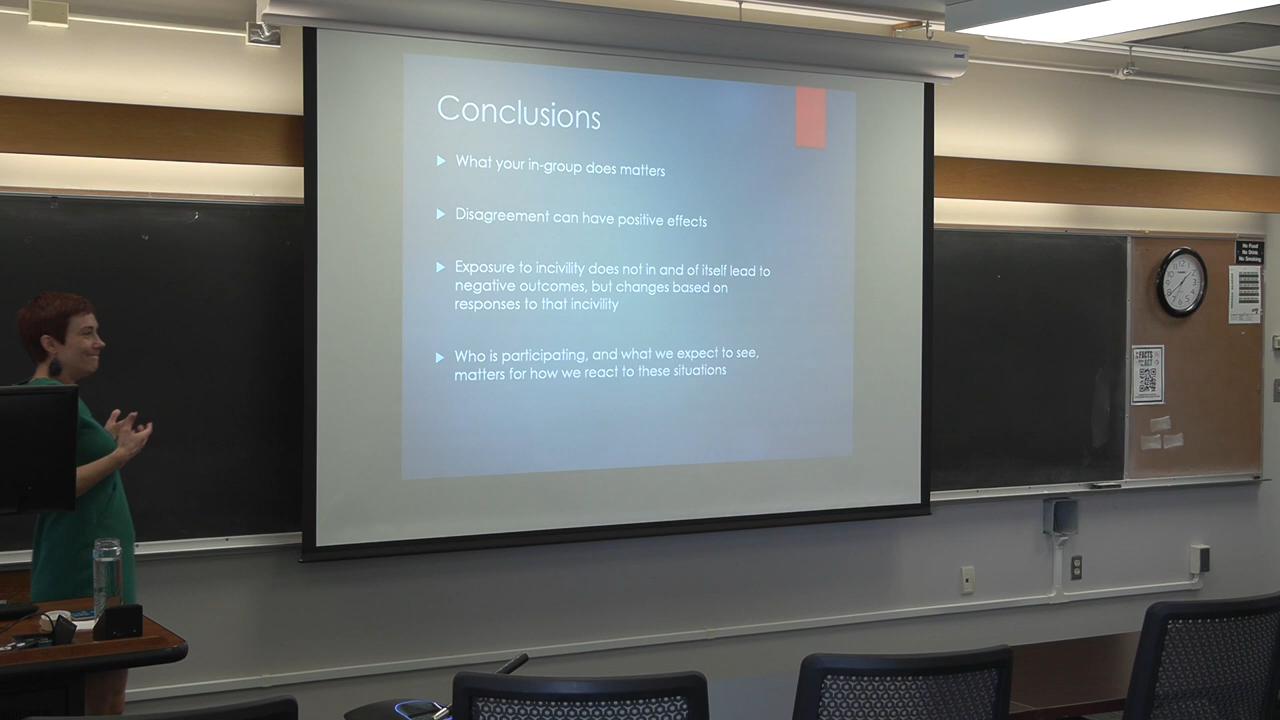 Conclusions
What your in-group does matters
Disagreement can have positive effects
Exposure to incivility does not in and of itself lead to
negative outcomes, but changes based on
responses to that incivility
Who is participating, and what we expect to see,
matters for how we react to these situations
No Food
No Drink
No Smoking
FACTS